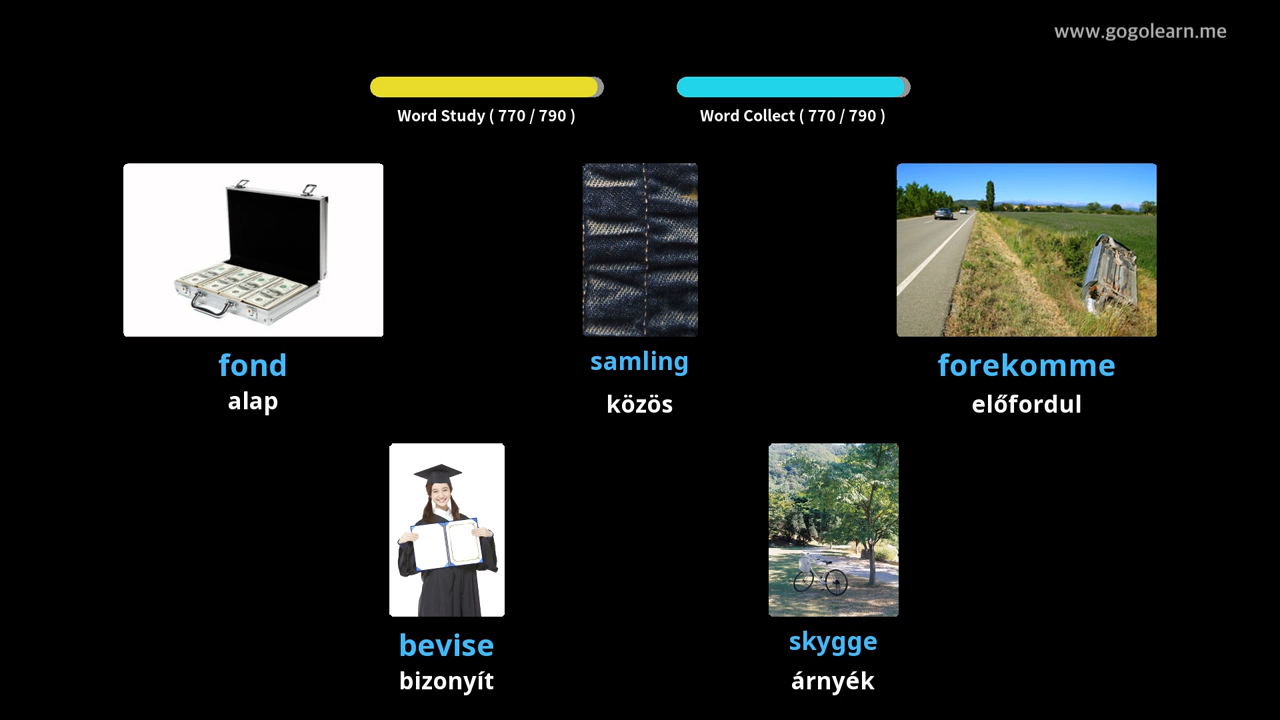 www.gogolearn.me
Word Study ( 770 / 790 )
Word Collect ( 770 / 790 )
fond
alap
samling
közös
forekomme
előfordul
bevise
bizonyít
skygge
árnyék